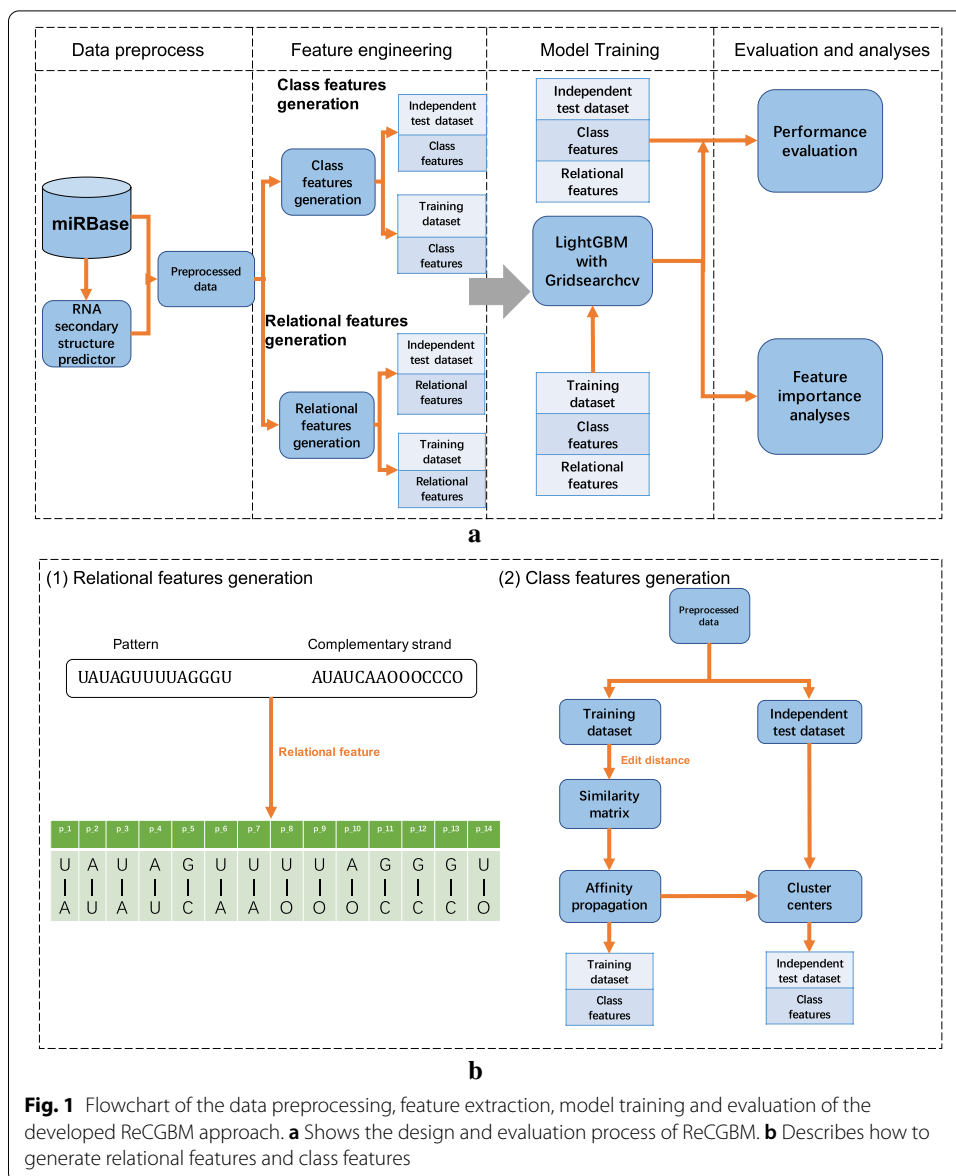 Data preprocess
Feature engineering
Model Training
Evaluation and analyses
Class features
generation
Independent
test dataset
Class
features
Class
features
generation
Training
dataset
Class
features
miRBase
RNA
secondary
structure
predictor
Preprocessed
data
Relational features
generation
Independent
test dataset
Relational
features
Relational
features
generation
Training
dataset
Relational
features
Independent
test dataset
Class
features
Relational
features
LightGBM
with
Gridsearchcv
Training
dataset
Class
features
Relational
features
Performance
evaluation
Feature
importance
analyses
a
(1) Relational features generation
Pattern
Complementary strand
UAUAGUUUUAGGGU
AUAUCAAOOOCCCO
Relational feature
p_1 p_2 p_3 p_4 p_5 p_6 p_7 p_8 p_9 p_10 p_11 p_12 p_13 p_14
U A U A G U U U U A G G G U
A U A U C A A O O O C C C O
(2) Class features generation
Preprocessed
data
Training
dataset
Independent
test dataset
Edit distance
Similarity
matrix
Affinity
propagation
Cluster
centers
Training
dataset
Class
features
Independent
test dataset
Class
features
b
Fig. 1 Flowchart of the data preprocessing, feature extraction, model training and evaluation of the
developed ReCGBM approach. a Shows the design and evaluation process of ReCGBM. b Describes how to
generate relational features and class features